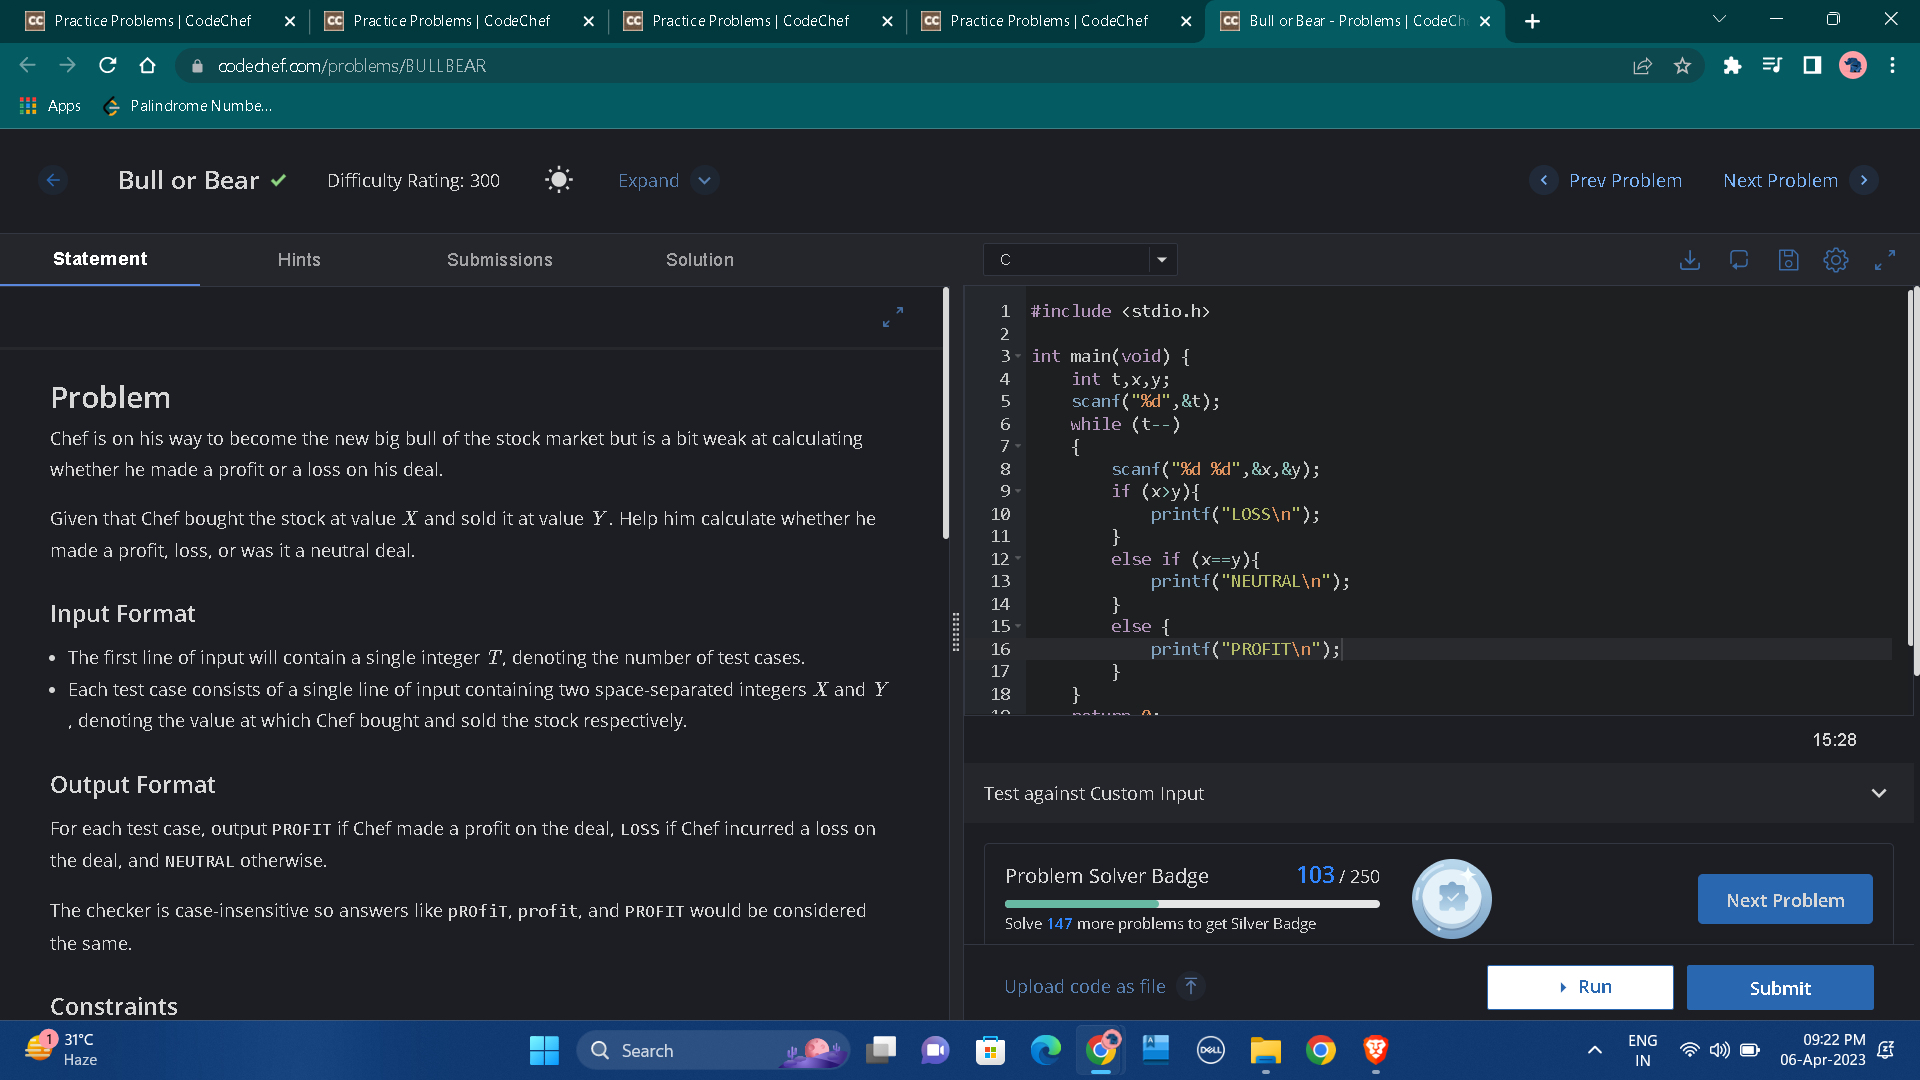 Practice Problems | CodeChef
Practice Problems | CodeChef
Practice Problems | CodeChef
Practice Problems | CodeChef
Bull or Bear - Problems | CodeCh
codechef.com/problems/BULLBEAR
Apps
Palindrome Numbe...
Bull or Bear
Difficulty Rating: 300
Expand
Prev Problem
Next Problem
Statement
Hints
Submissions
Solution
Problem
Chef is on his way to become the new big bull of the stock market but is a bit weak at calculating
whether he made a profit or a loss on his deal.
Given that Chef bought the stock at value X and sold it at value Y. Help him calculate whether he
made a profit, loss, or was it a neutral deal.
Input Format
• The first line of input will contain a single integer T, denoting the number of test cases.
• Each test case consists of a single line of input containing two space-separated integers X and Y
, denoting the value at which Chef bought and sold the stock respectively.
Output Format
For each test case, output PROFIT if Chef made a profit on the deal, LOSS if Chef incurred a loss on
the deal, and NEUTRAL otherwise.
The checker is case-insensitive so answers like pROfiT, profit, and PROFIT would be considered
the same.
Constraints
C
1 #include <stdio.h>
2
3 int main(void) {
4 int t,x,y;
5 scanf("%d",&t);
6 while (t--)
7 {
8 scanf("%d %d",&x,&y);
9 if (x>y){
10 printf("LOSS\n");
11 }
12 else if (x==y){
13 printf("NEUTRAL\n");
14 }
15 else {
16 printf("PROFIT\n");
17 }
18 }
19 return 0;
15:28
Test against Custom Input
Problem Solver Badge
103 / 250
Solve 147 more problems to get Silver Badge
Next Problem
Upload code as file
Run
Submit
1
31°C
Haze
Search
DELL
ENG
IN
09:22 PM
06-Apr-2023